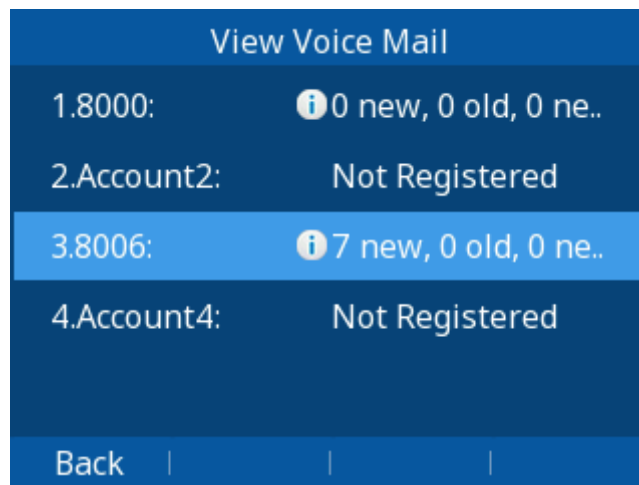 View Voice Mail
1.8000: 0 new, 0 old, 0 ne..
2.Account2: Not Registered
3.8006: 7 new, 0 old, 0 ne..
4.Account4: Not Registered
Back